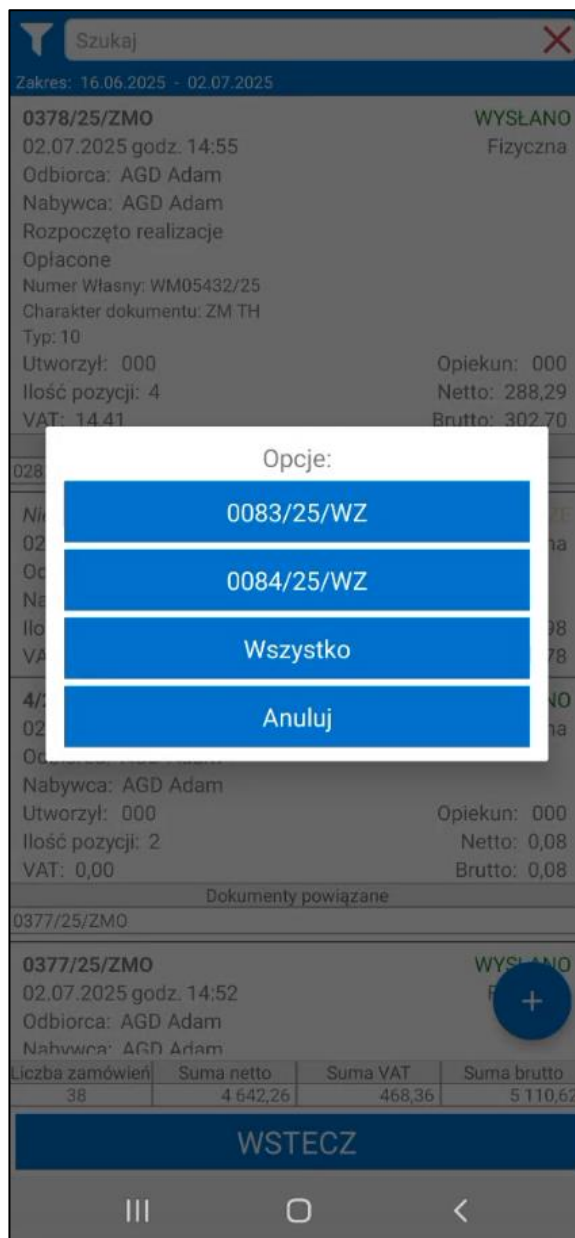 Szukaj
Zakres: 16.06.2025 - 02.07.2025
0378/25/ZMO WYSŁANO
02.07.2025 godz. 14:55 Fizyczna
Odbiorca: AGD Adam
Nabywca: AGD Adam
Rozpoczęto realizacje
Opłacone
Numer Własny: WM05432/25
Charakter dokumentu: ZM TH
Typ: 10
Utworzył: 000 Opiekun: 000
Ilość pozycji: 4 Netto: 288,29
VAT: 14,41 Brutto: 302,70
Opcje:
0083/25/WZ
0084/25/WZ
Wszystko
Anuluj
Nabywca: AGD Adam
Utworzył: 000 Opiekun: 000
Ilość pozycji: 2 Netto: 0,08
VAT: 0,00 Brutto: 0,08
Dokumenty powiązane
0377/25/ZMO
0377/25/ZMO
02.07.2025 godz. 14:52
Odbiorca: AGD Adam
Nabywca: AGD Adam
Liczba zamówień Suma netto Suma VAT Suma brutto
38 4 642,26 468,36 5 110,62
WSTECZ